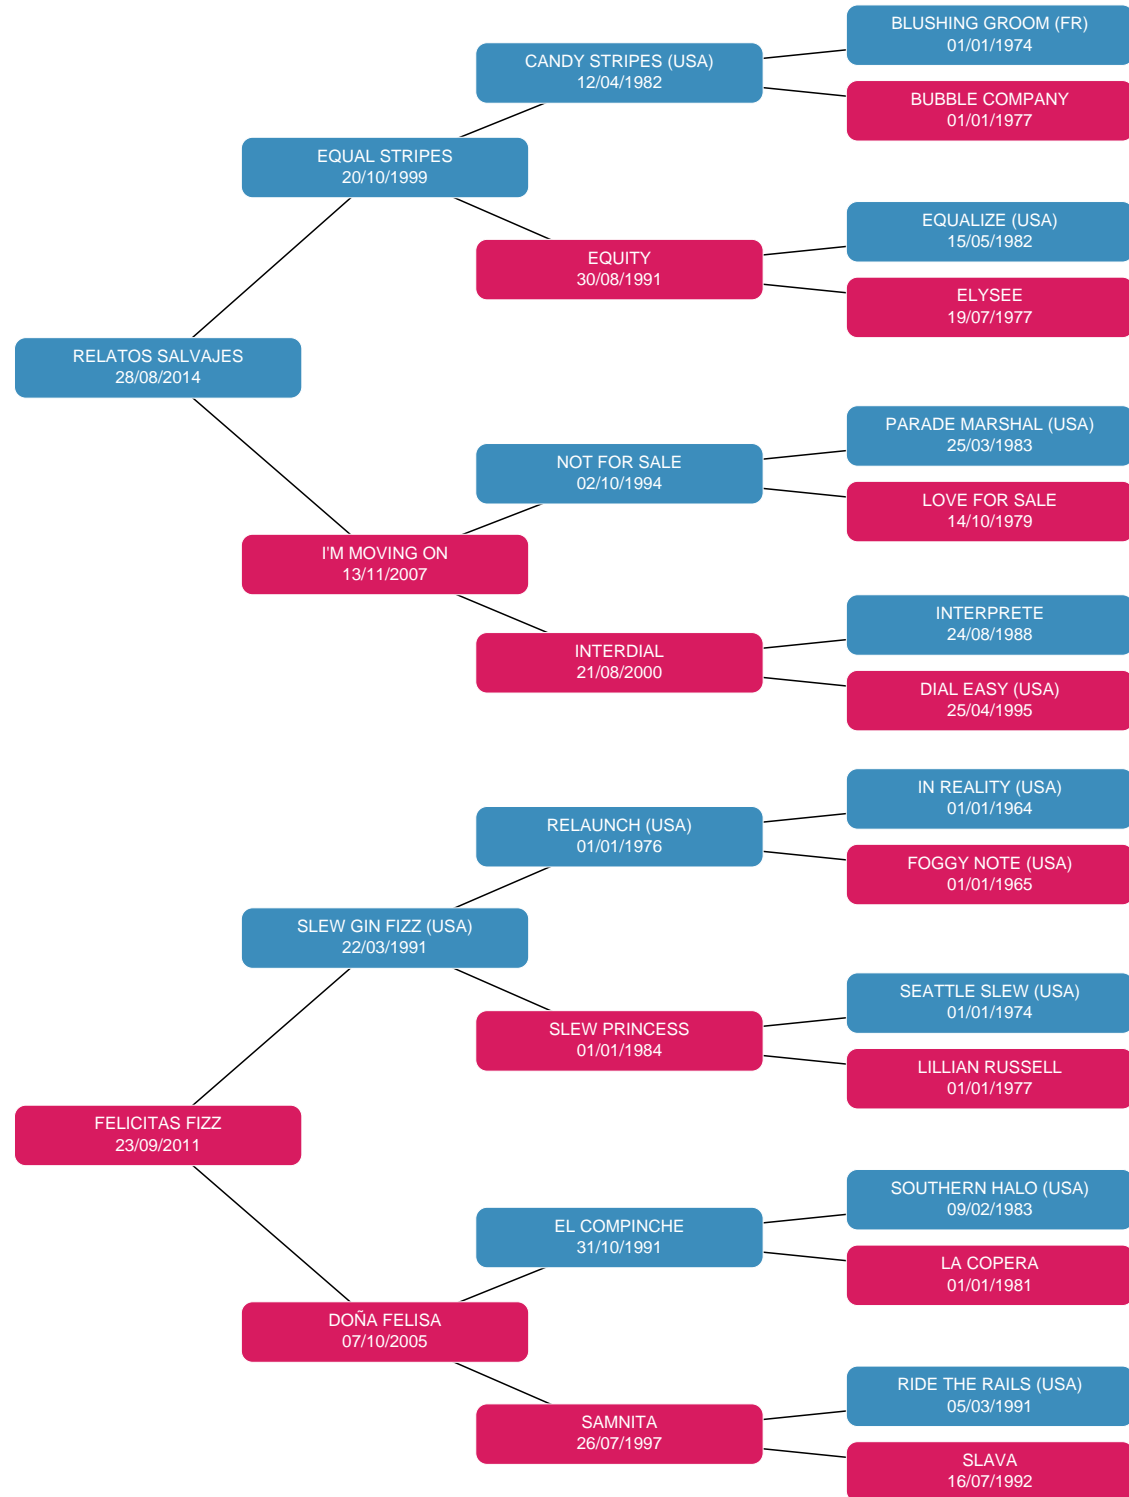 BLUSHING GROOM (FR)
01/01/1974
CANDY STRIPES (USA)
12/04/1982
BUBBLE COMPANY
01/01/1977
EQUAL STRIPES
20/10/1999
EQUALIZE (USA)
15/05/1982
EQUITY
30/08/1991
ELYSEE
19/07/1977
RELATOS SALVAJES
28/08/2014
PARADE MARSHAL (USA)
25/03/1983
NOT FOR SALE
02/10/1994
LOVE FOR SALE
14/10/1979
I'M MOVING ON
13/11/2007
INTERPRETE
24/08/1988
INTERDIAL
21/08/2000
DIAL EASY (USA)
25/04/1995
IN REALITY (USA)
01/01/1964
RELAUNCH (USA)
01/01/1976
FOGGY NOTE (USA)
01/01/1965
SLEW GIN FIZZ (USA)
22/03/1991
SEATTLE SLEW (USA)
01/01/1974
SLEW PRINCESS
01/01/1984
LILLIAN RUSSELL
01/01/1977
FELICITAS FIZZ
23/09/2011
SOUTHERN HALO (USA)
09/02/1983
EL COMPINCHE
31/10/1991
LA COPERA
01/01/1981
DOÑA FELISA
07/10/2005
RIDE THE RAILS (USA)
05/03/1991
SAMNITA
26/07/1997
SLAVA
16/07/1992